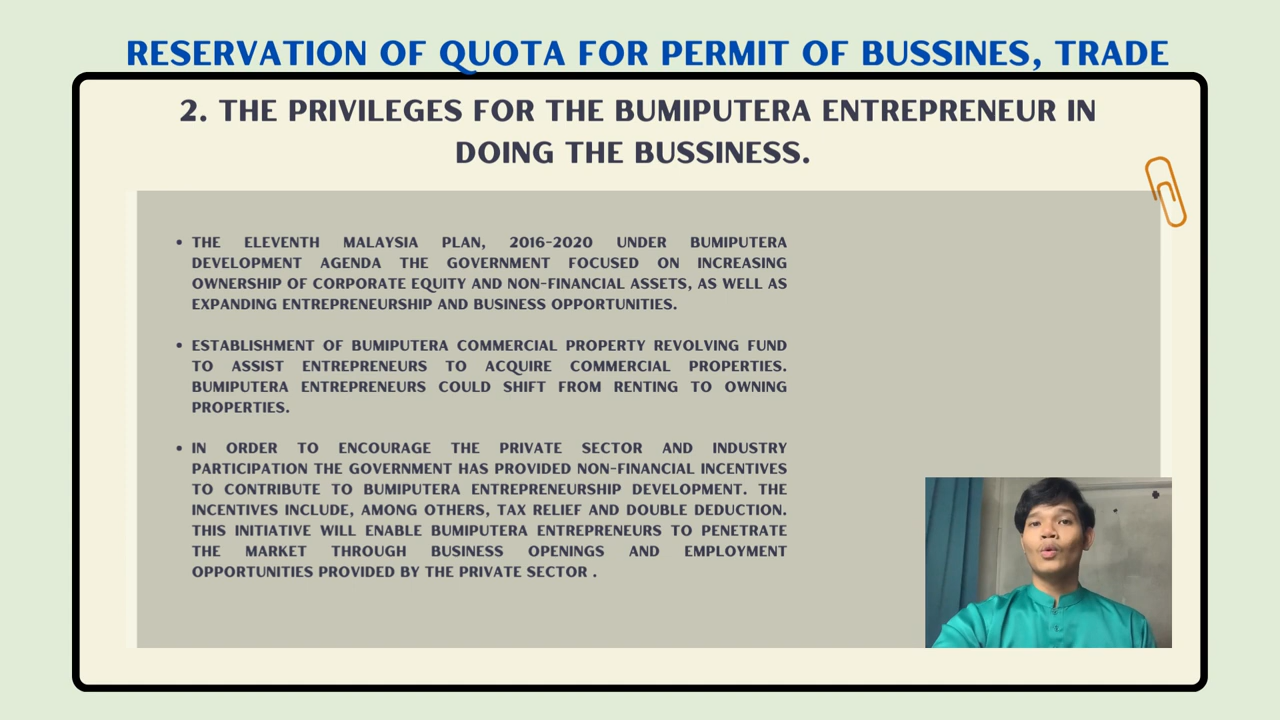 RESERVATION OF QUOTA FOR PERMIT OF BUSSINES, TRADE
2. THE PRIVILEGES FOR THE BUMIPUTERA ENTREPRENEUR IN
DOING THE BUSSINESS.
• THE ELEVENTH MALAYSIA PLAN, 2016-2020 UNDER BUMIPUTERA
DEVELOPMENT AGENDA THE GOVERNMENT FOCUSED ON INCREASING
OWNERSHIP OF CORPORATE EQUITY AND NON-FINANCIAL ASSETS, AS WELL AS
EXPANDING ENTREPRENEURSHIP AND BUSINESS OPPORTUNITIES.
• ESTABLISHMENT OF BUMIPUTERA COMMERCIAL PROPERTY REVOLVING FUND
TO ASSIST ENTREPRENEURS TO ACQUIRE COMMERCIAL PROPERTIES.
BUMIPUTERA ENTREPRENEURS COULD SHIFT FROM RENTING TO OWNING
PROPERTIES.
• IN ORDER TO ENCOURAGE THE PRIVATE SECTOR AND INDUSTRY
PARTICIPATION THE GOVERNMENT HAS PROVIDED NON-FINANCIAL INCENTIVES
TO CONTRIBUTE TO BUMIPUTERA ENTREPRENEURSHIP DEVELOPMENT. THE
INCENTIVES INCLUDE, AMONG OTHERS, TAX RELIEF AND DOUBLE DEDUCTION.
THIS INITIATIVE WILL ENABLE BUMIPUTERA ENTREPRENEURS TO PENETRATE
THE MARKET THROUGH BUSINESS OPENINGS AND EMPLOYMENT
OPPORTUNITIES PROVIDED BY THE PRIVATE SECTOR .